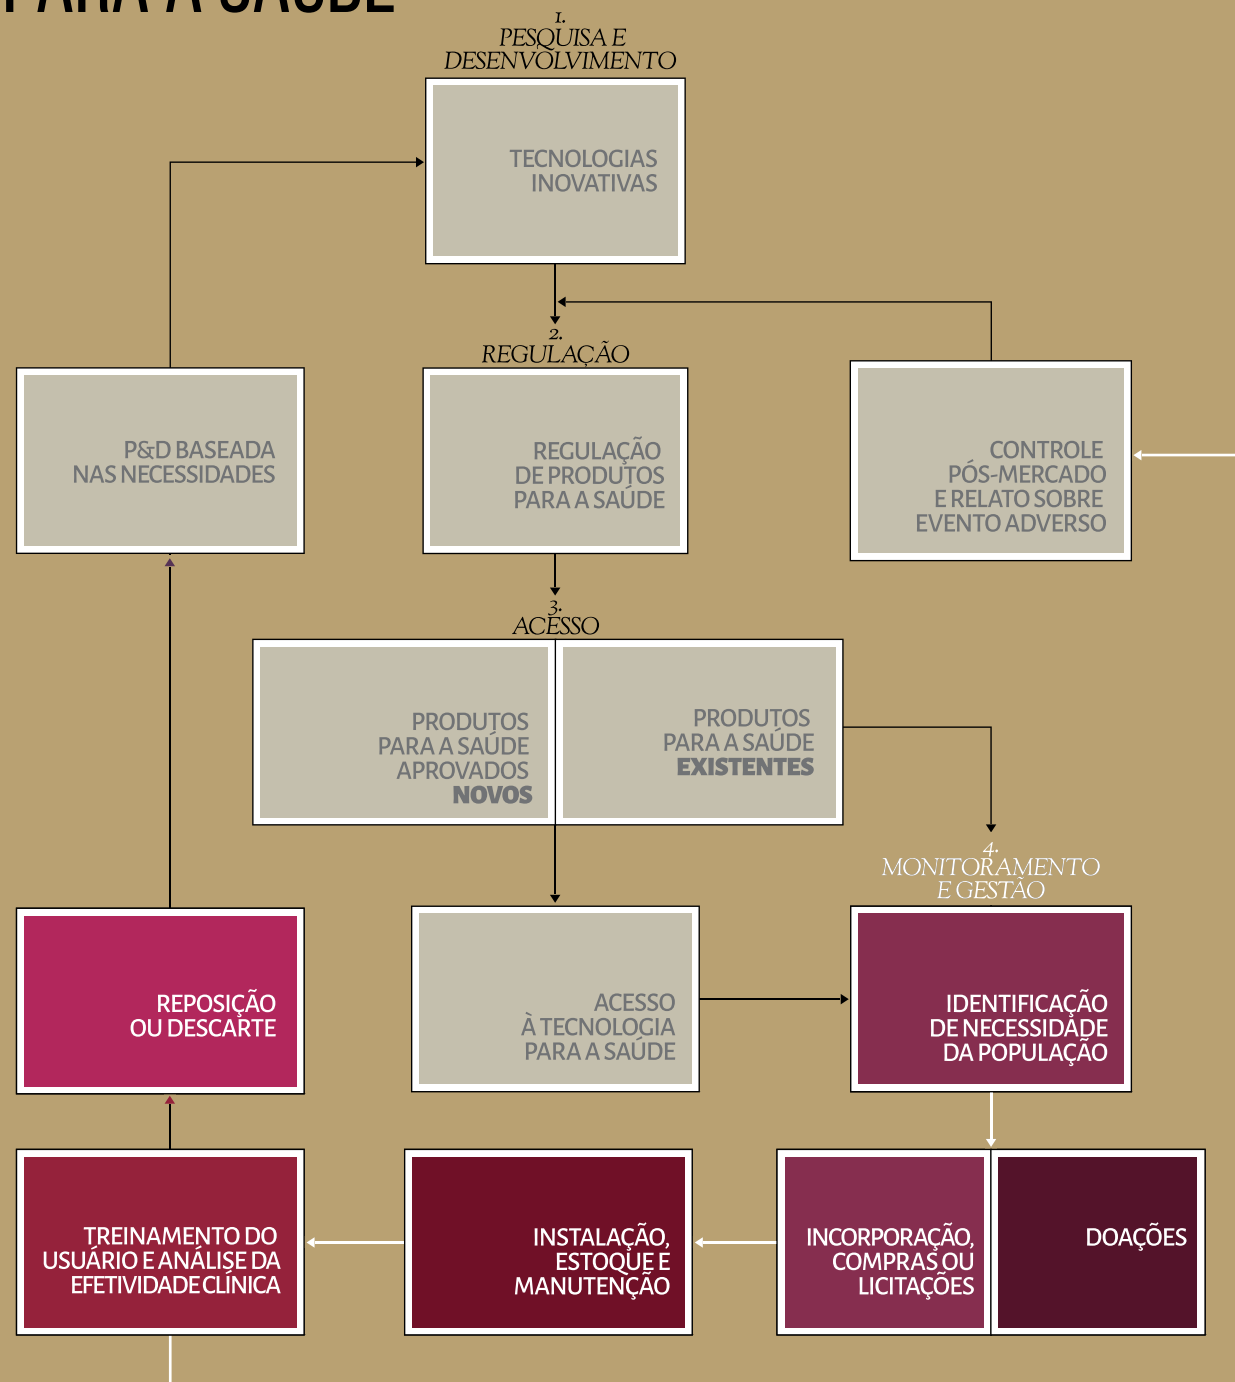 PARA A SAÚDE
1.
PESQUISA E
DESENVOLVIMENTO
TECNOLOGIAS
INOVATIVAS
2.
REGULAÇÃO
P&D BASEADA
NAS NECESSIDADES
REGULAÇÃO
DE PRODUTOS
PARA A SAÚDE
CONTROLE
PÓS-MERCADO
E RELATO SOBRE
EVENTO ADVERSO
3.
ACESSO
PRODUTOS
PARA A SAÚDE
APROVADOS
NOVOS
PRODUTOS
PARA A SAÚDE
EXISTENTES
4.
MONITORAMENTO
E GESTÃO
REPOSIÇÃO
OU DESCARTE
ACESSO
À TECNOLOGIA
PARA A SAÚDE
IDENTIFICAÇÃO
DE NECESSIDADE
DA POPULAÇÃO
TREINAMENTO DO
USUÁRIO E ANÁLISE DA
EFETIVIDADE CLÍNICA
INSTALAÇÃO,
ESTOQUE E
MANUTENÇÃO
INCORPORAÇÃO,
COMPRAS OU
LICITAÇÕES
DOAÇÕES